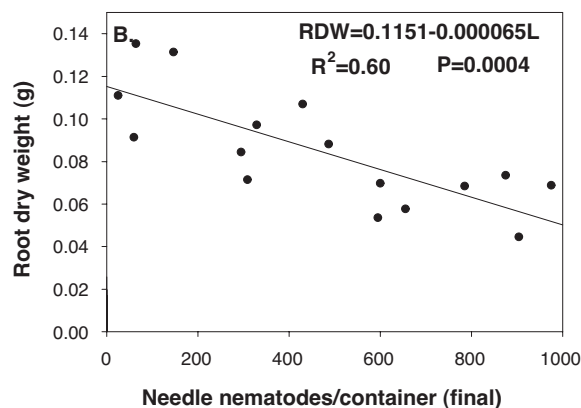 B.
RDW=0.1151-0.000065L
R²=0.60 P=0.0004
Root dry weight (g)
0.14
0.12
0.10
0.08
0.06
0.04
0.02
0.00
0 200 400 600 800 1000
Needle nematodes/container (final)